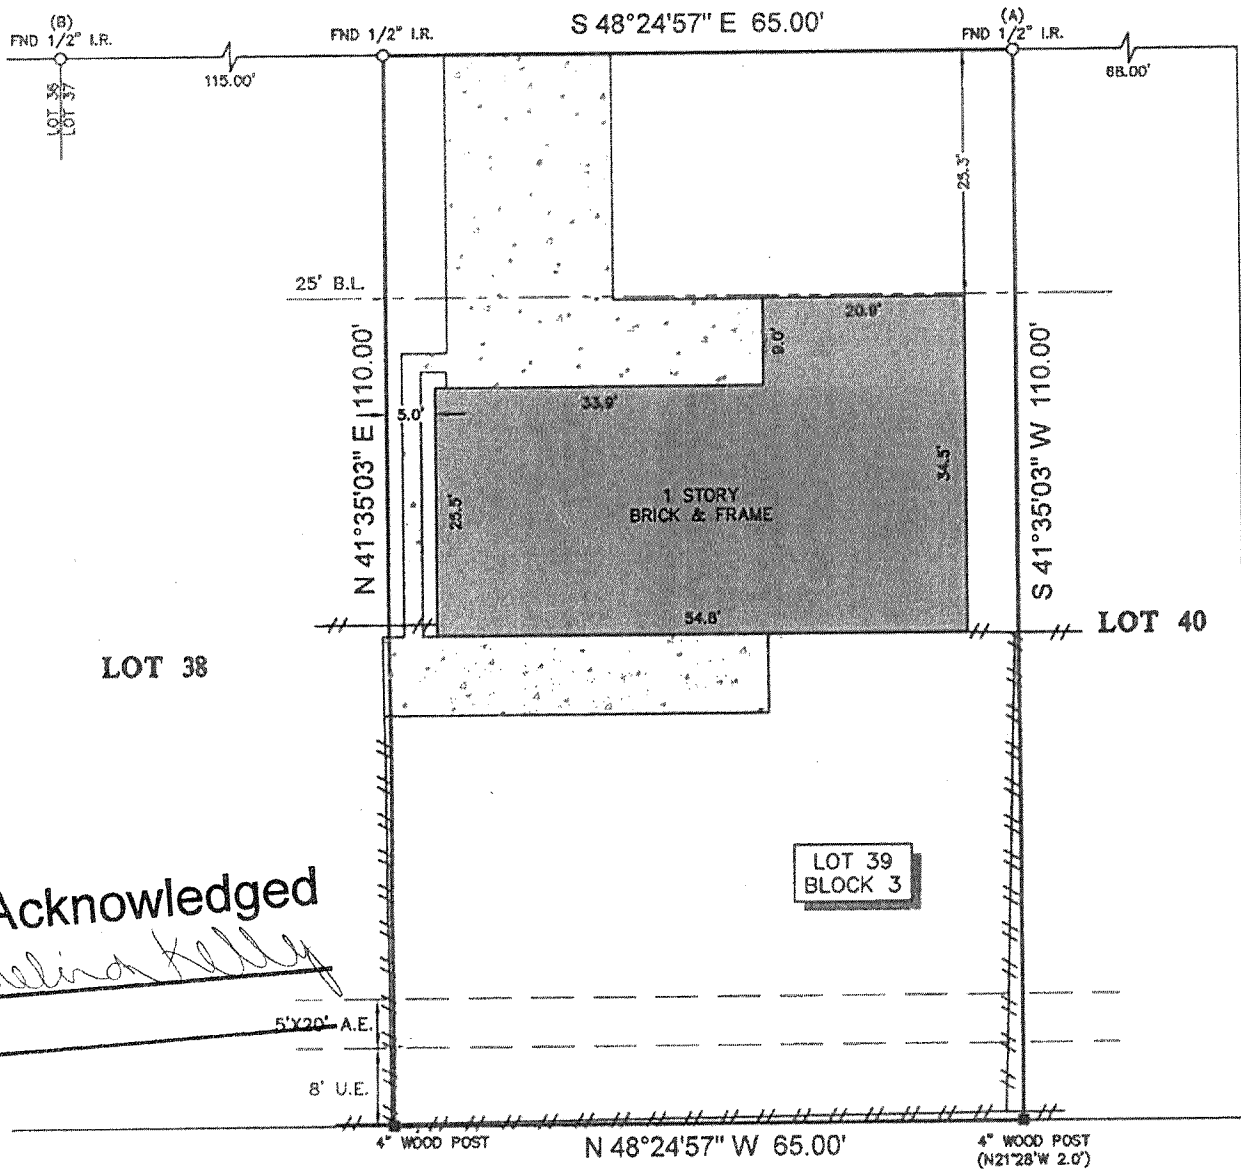 (B)
FND 1/2" I.R.
FND 1/2" I.R.
S 48°24'57" E 65.00'
(A)
FND 1/2" I.R.
115.00'
68.00'
LOT 36
LOT 37
25.3'
25' B.L.
20.9'
9.0'
N 41°35'03" E 110.00'
5.0'
33.9'
25.5'
34.5'
1 STORY
BRICK & FRAME
S 41°35'03" W 110.00'
54.8'
LOT 38
LOT 40
LOT 39
BLOCK 3
Acknowledged
Kelly
5'X20' A.E.
8' U.E.
4" WOOD POST
N 48°24'57" W 65.00'
4" WOOD POST
(N21°28'W 2.0')